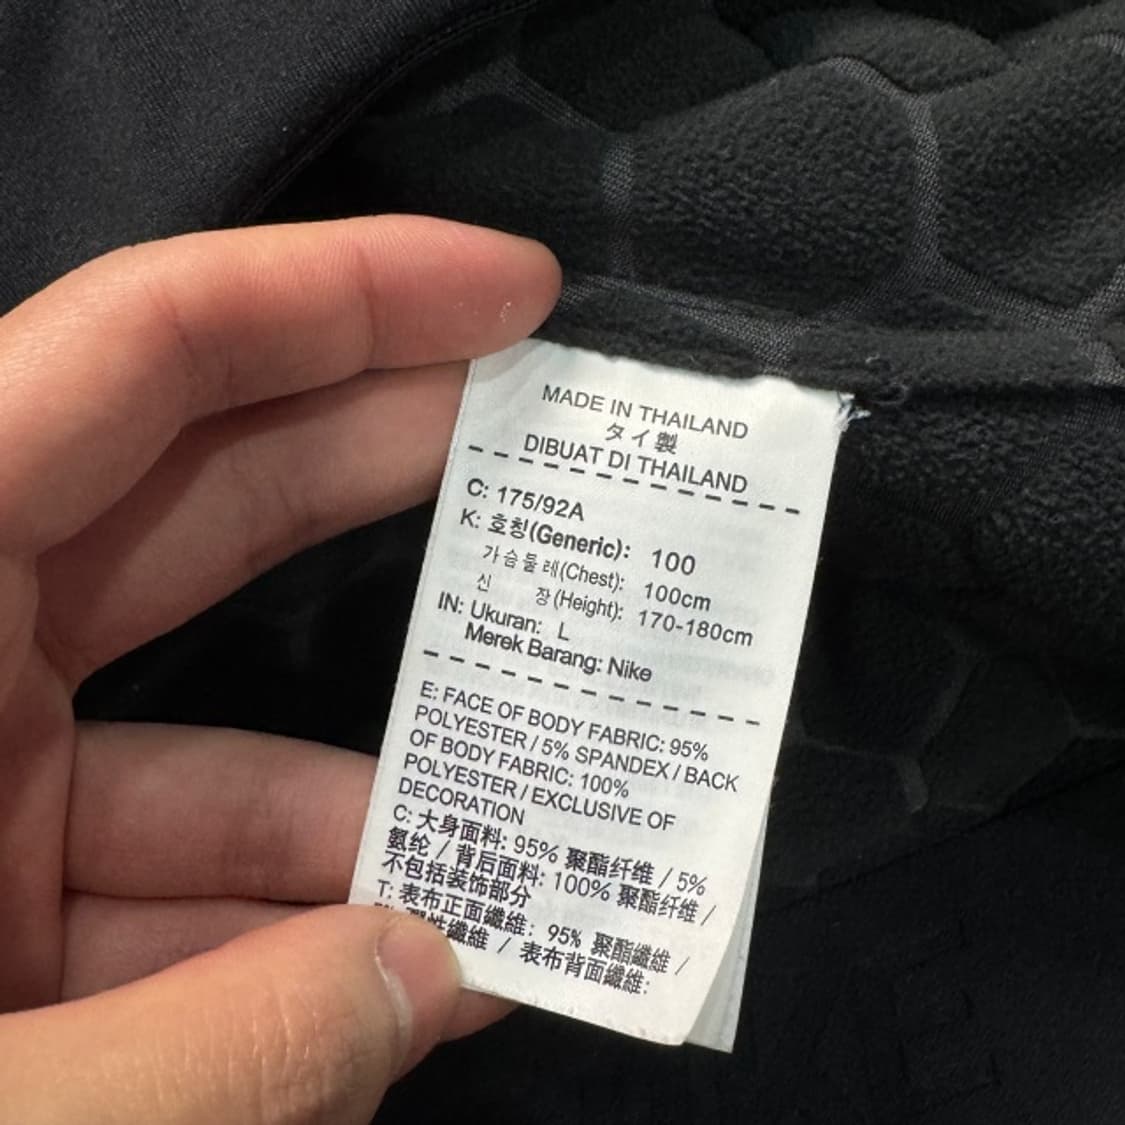 MADE IN THAILAND
タイ製
DIBUAT DI THAILAND
C: 175/92A
K: 호칭(Generic): 100
가슴둘레(Chest): 100cm
신 장(Height): 170-180cm
IN: Ukuran: L
Merek Barang: Nike
E: FACE OF BODY FABRIC: 95%
POLYESTER / 5% SPANDEX / BACK
OF BODY FABRIC: 100%
POLYESTER / EXCLUSIVE OF
DECORATION
C: 大身面料: 95% 聚酯纤维 / 5%
氨纶 / 背后面料: 100% 聚酯纤维 /
不包括装饰部分
T: 表布正面纖維: 95% 聚酯纖維 /
彈性纖維 / 表布背面纖維: